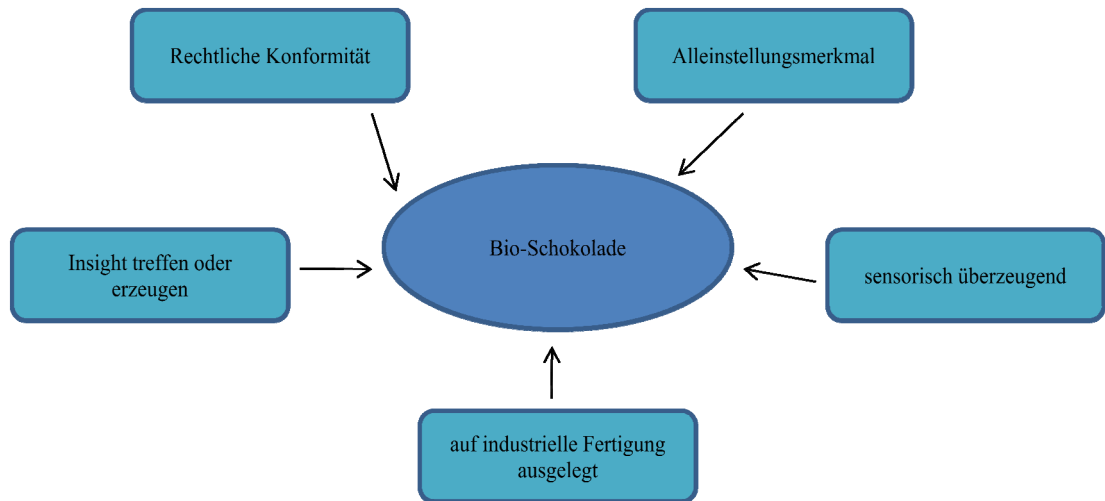 Rechtliche Konformität
Alleinstellungsmerkmal
Bio-Schokolade
Insight treffen oder
erzeugen
sensorisch überzeugend
auf industrielle Fertigung
ausgelegt